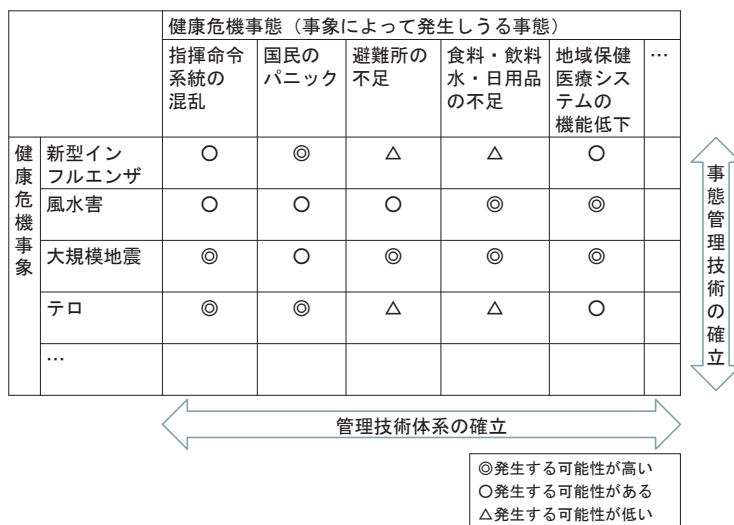 健康危機事態（事象によって発生しうる事態）
指揮命令
系統の
混乱
国民の
パニック
避難所の
不足
食料・飲料
水・日用品
の不足
地域保健
医療シス
テムの
機能低下
…
健康危機事象
新型イン
フルエンザ
〇 ◎ △ △ 〇
風水害
〇 〇 〇 ◎ ◎
大規模地震
◎ 〇 ◎ ◎ ◎
テロ
◎ ◎ △ △ 〇
…
事態管理技術の確立
管理技術体系の確立
◎発生する可能性が高い
〇発生する可能性がある
△発生する可能性が低い